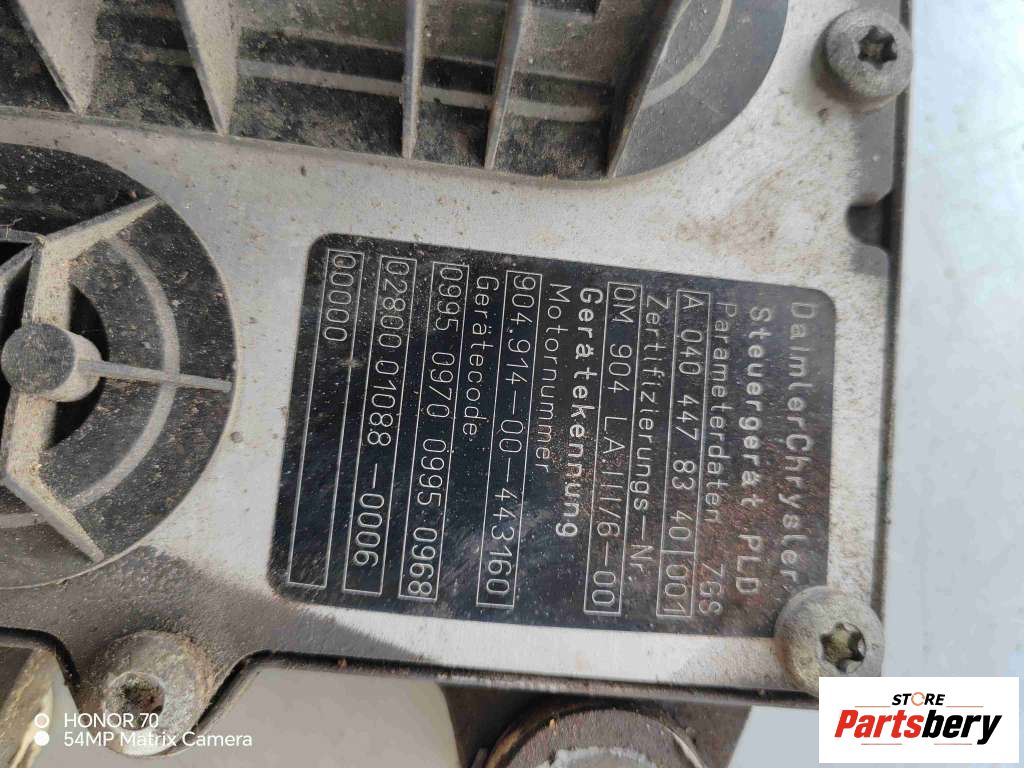 DaimlerChrysler
Steuergerät PLD
Parameterdaten ZGS
A 040 447 83 40 001
Zertifizierungs-Nr.
OM 904 LA.III/6-00
Gerätekennung
Motornummer
904.914-00-443160
Gerätecode
0995 0970 0995 0968
02800 01088-0006
00000
HONOR 70
54MP Matrix Camera
STORE
Partsbery